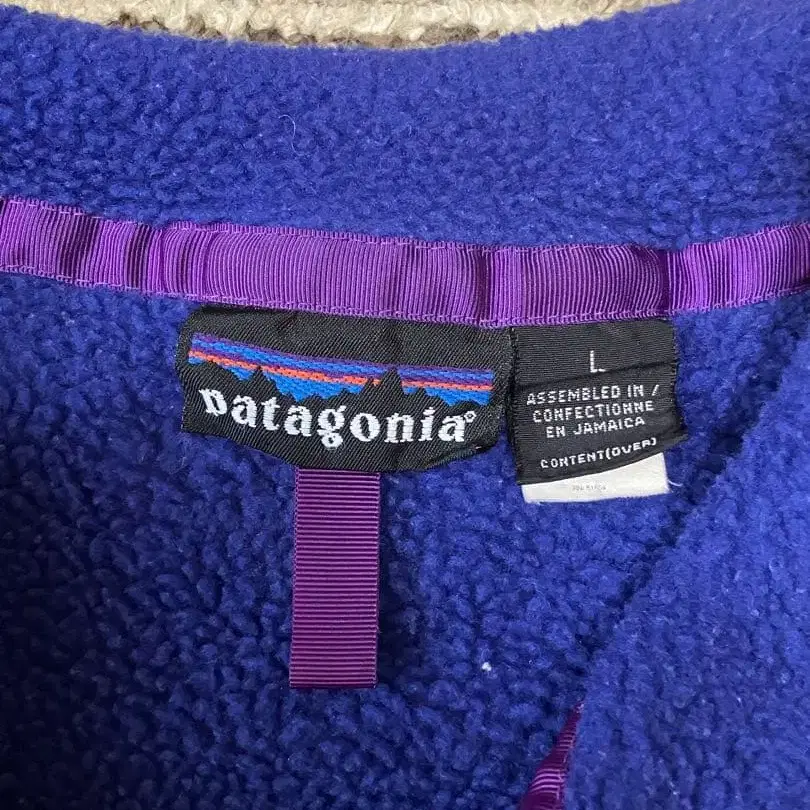 patagonia®
L
ASSEMBLED IN /
CONFECTIONNE
EN JAMAICA
CONTENT(OVER)